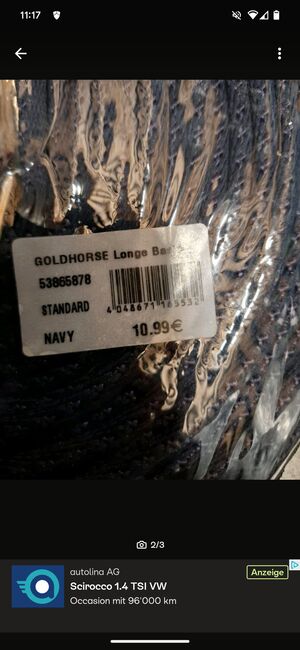 11:17
GOLDHORSE Longe
53865878
STANDARD
NAVY
10.99€
2/3
autolina AG
Scirocco 1.4 TSI VW
Occasion mit 96'000 km
Anzeige